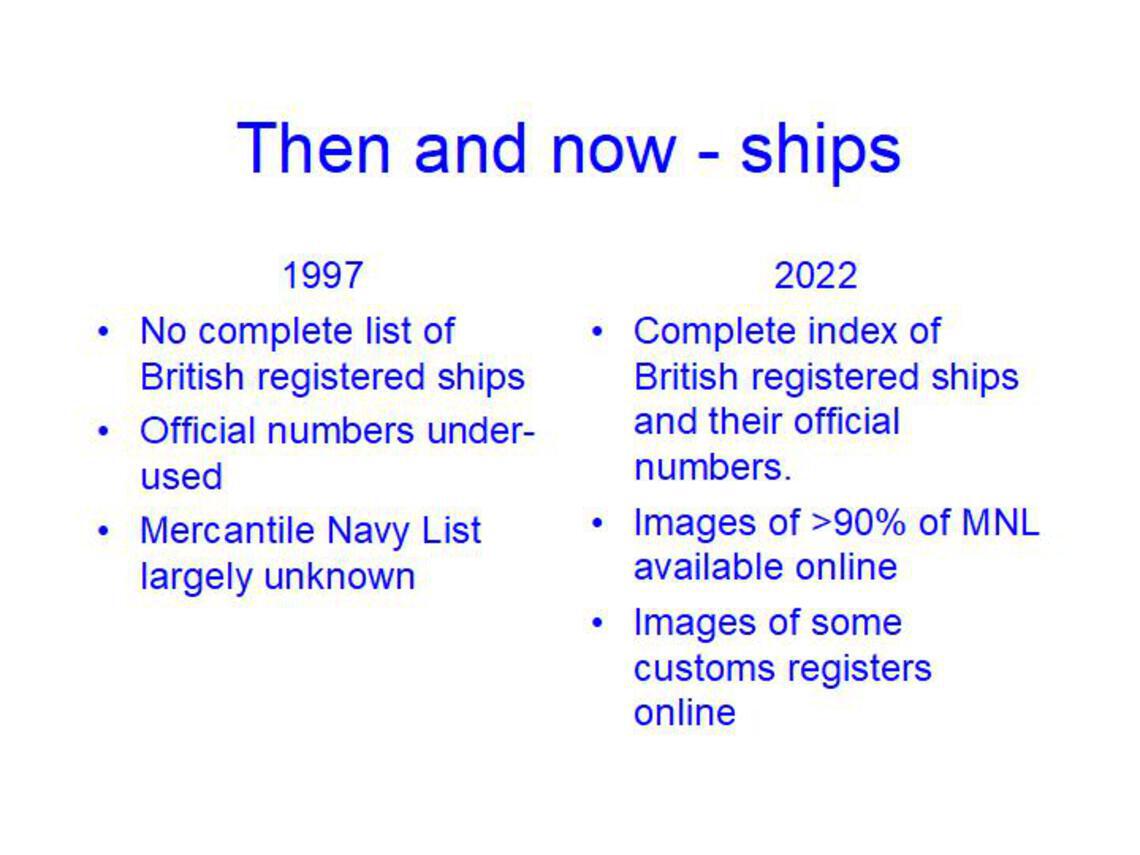 Then and now - ships
1997
• No complete list of
British registered ships
• Official numbers under-
used
• Mercantile Navy List
largely unknown
2022
• Complete index of
British registered ships
and their official
numbers.
• Images of >90% of MNL
available online
• Images of some
customs registers
online